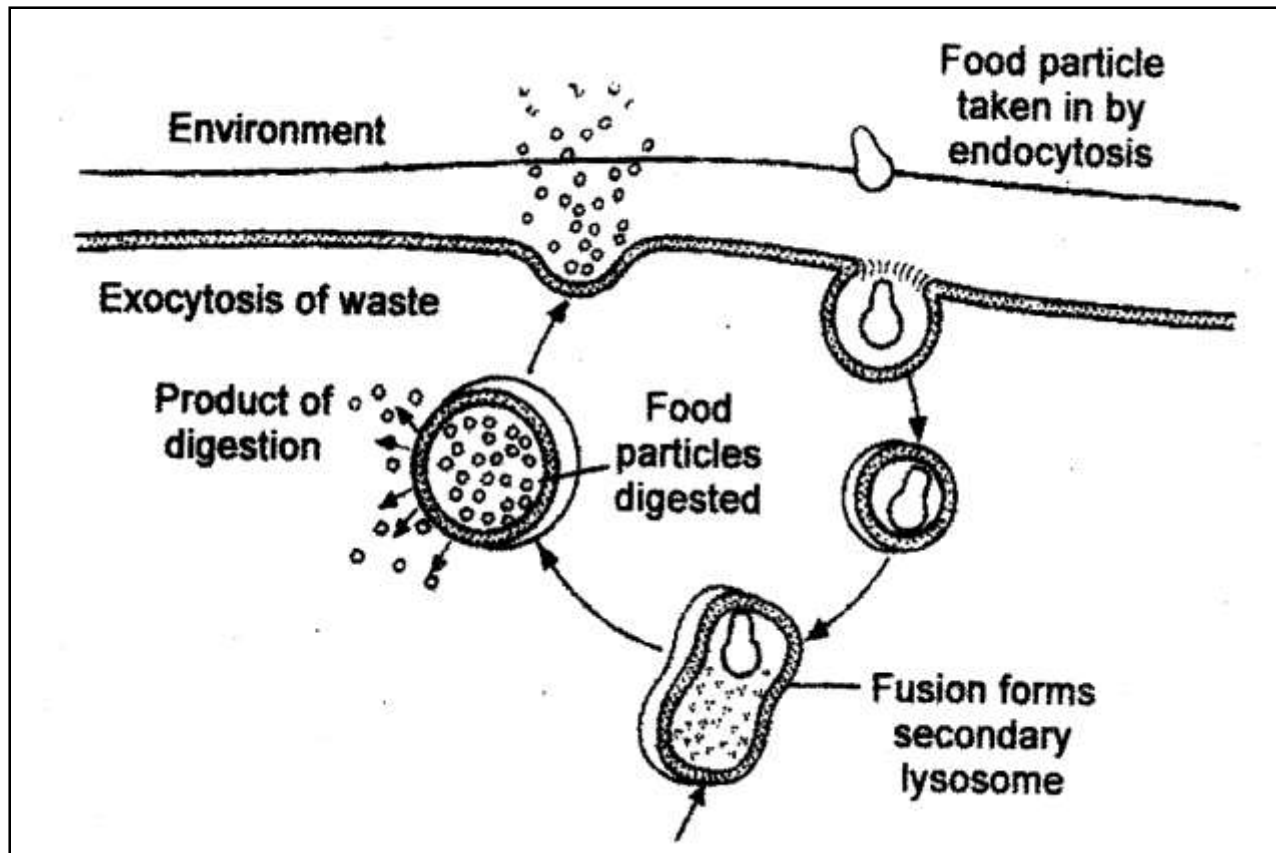 Food particle
taken in by
endocytosis
Environment
Exocytosis of waste
Product of
digestion
Food
particles
digested
Fusion forms
secondary
lysosome